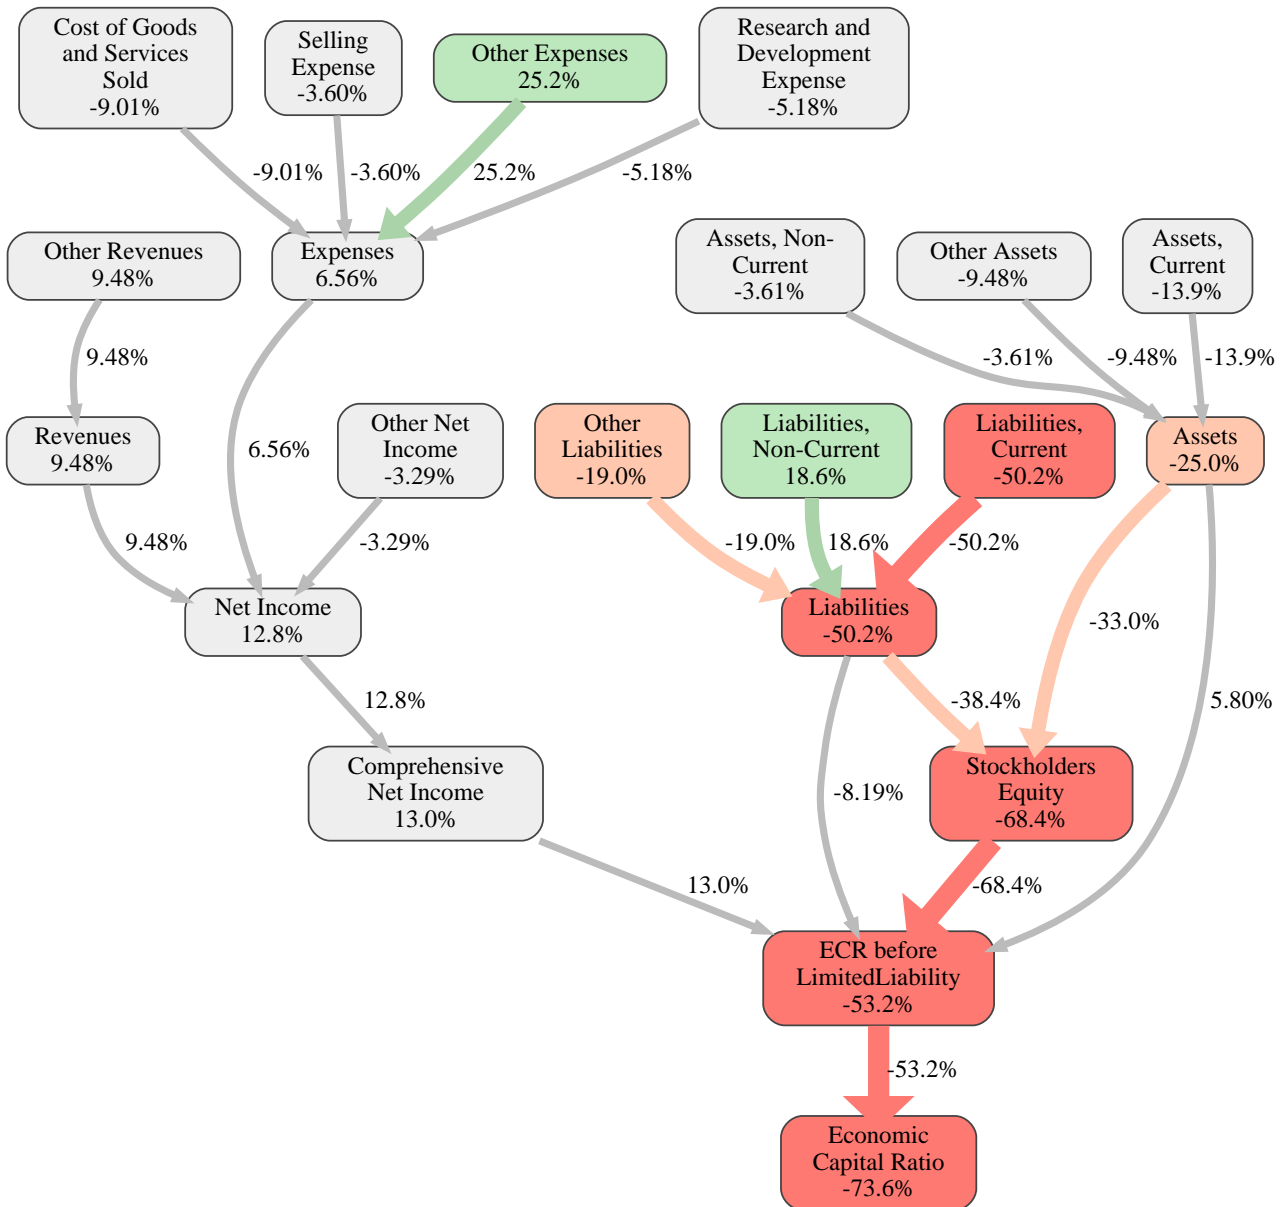 Cost of Goods
and Services
Sold
-9.01%
Selling
Expense
-3.60%
Other Expenses
25.2%
Research and
Development
Expense
-5.18%
-9.01%
-3.60%
25.2%
-5.18%
Other Revenues
9.48%
Expenses
6.56%
Assets, Non-
Current
-3.61%
Other Assets
-9.48%
Assets,
Current
-13.9%
9.48%
-3.61%
-9.48%
-13.9%
Revenues
9.48%
6.56%
Other Net
Income
-3.29%
Other
Liabilities
-19.0%
Liabilities,
Non-Current
18.6%
Liabilities,
Current
-50.2%
Assets
-25.0%
9.48%
-3.29%
-19.0%
18.6%
-50.2%
Net Income
12.8%
Liabilities
-50.2%
-33.0%
12.8%
-38.4%
5.80%
Comprehensive
Net Income
13.0%
-8.19%
Stockholders
Equity
-68.4%
13.0%
-68.4%
ECR before
LimitedLiability
-53.2%
-53.2%
Economic
Capital Ratio
-73.6%